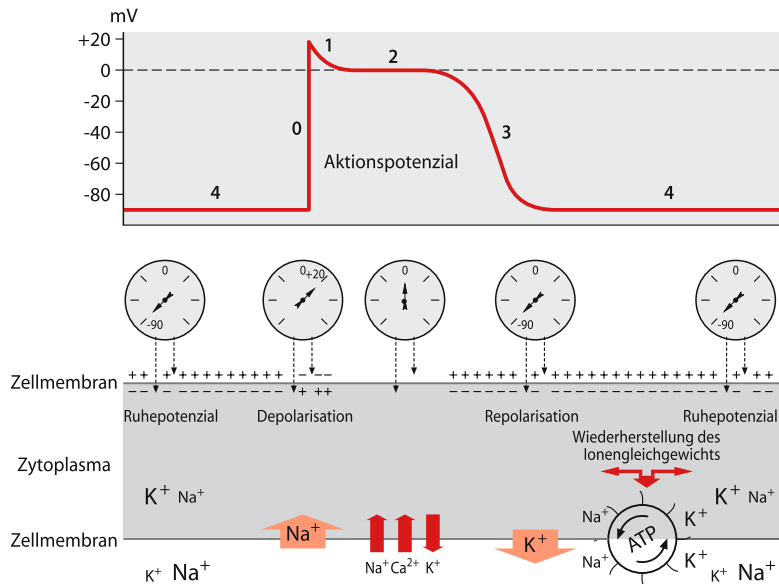 mV
+20
0
-20
-40
-60
-80
4
0
1
2
3
4
Aktionspotenzial
0
-90
0
+20
0
0
-90
0
-90
++ ++++++++++++ − −− ++++ ++++++++++++++++ + ++
Zellmembran
−− −−−−−−−−−−−− + ++ −−−− −−−−−−−−−−−−−−−− − −−
Ruhepotenzial Depolarisation Repolarisation Ruhepotenzial
Wiederherstellung des
Ionengleichgewichts
Zytoplasma
K⁺ Na⁺
K⁺ Na⁺
Na⁺
K⁺
Zellmembran
Na⁺
K⁺
ATP
Na⁺ Ca²⁺ K⁺
Na⁺
K⁺
K⁺ Na⁺
K⁺ Na⁺